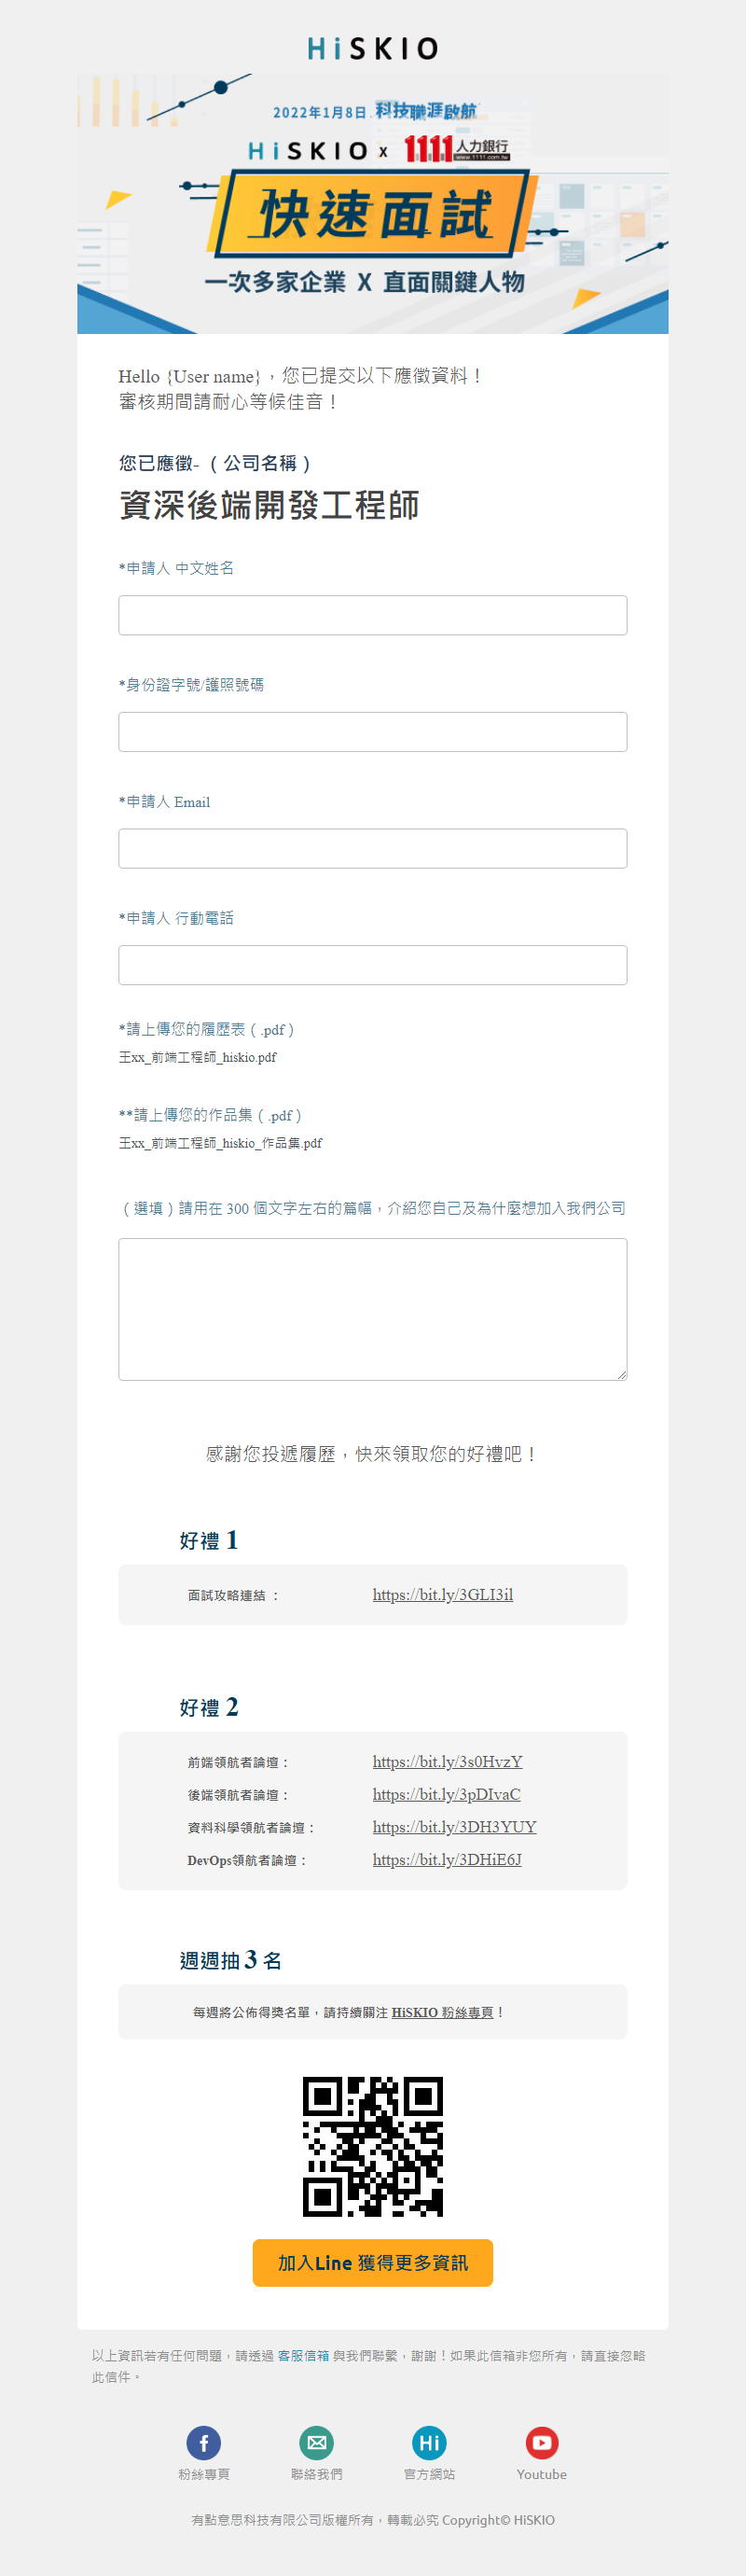 HiSKIO
2022年1月8日 科技職涯啟航
HiSKIO x 1111 人力銀行
www.1111.com.tw
快速面試
一次多家企業 X 直面關鍵人物
Hello {User name}，您已提交以下應徵資料！
審核期間請耐心等候佳音！
您已應徵-（公司名稱）
資深後端開發工程師
*申請人 中文姓名
*身份證字號/護照號碼
*申請人 Email
*申請人 行動電話
*請上傳您的履歷表（.pdf）
王xx_前端工程師_hiskio.pdf
**請上傳您的作品集（.pdf）
王xx_前端工程師_hiskio_作品集.pdf
（選填）請用在 300 個文字左右的篇幅，介紹您自己及為什麼想加入我們公司
感謝您投遞履歷，快來領取您的好禮吧！
好禮 1
面試攻略連結 ： https://bit.ly/3GLI3il
好禮 2
前端領航者論壇： https://bit.ly/3s0HvzY
後端領航者論壇： https://bit.ly/3pDIvaC
資料科學領航者論壇： https://bit.ly/3DH3YUY
DevOps領航者論壇： https://bit.ly/3DHiE6J
週週抽 3 名
每週將公佈得獎名單，請持續關注 HiSKIO 粉絲專頁！
加入Line 獲得更多資訊
以上資訊若有任何問題，請透過 客服信箱 與我們聯繫，謝謝！如果此信箱非您所有，請直接忽略
此信件。
粉絲專頁 聯絡我們 Hi 官方網站 Youtube
有點意思科技有限公司版權所有，轉載必究 Copyright© HiSKIO